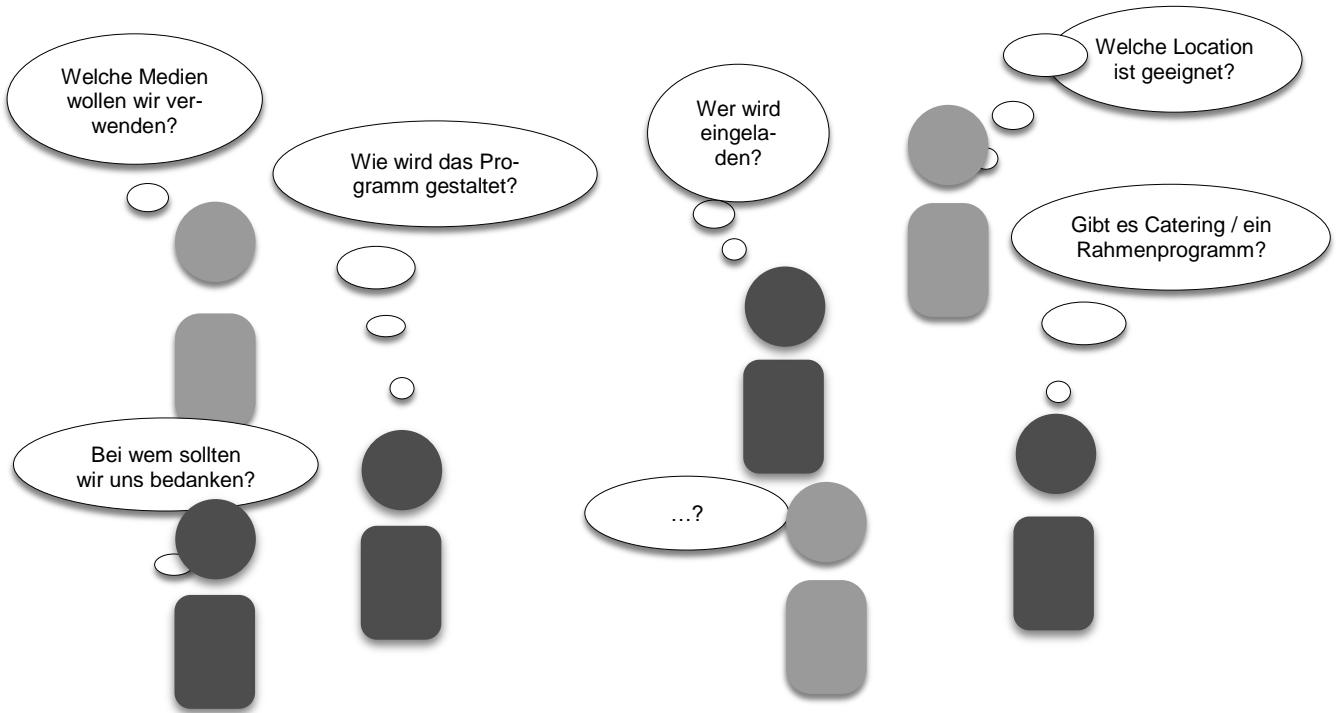 Welche Medien
wollen wir ver-
wenden?
Wie wird das Pro-
gramm gestaltet?
Wer wird
eingela-
den?
Welche Location
ist geeignet?
Gibt es Catering / ein
Rahmenprogramm?
Bei wem sollten
wir uns bedanken?
…?